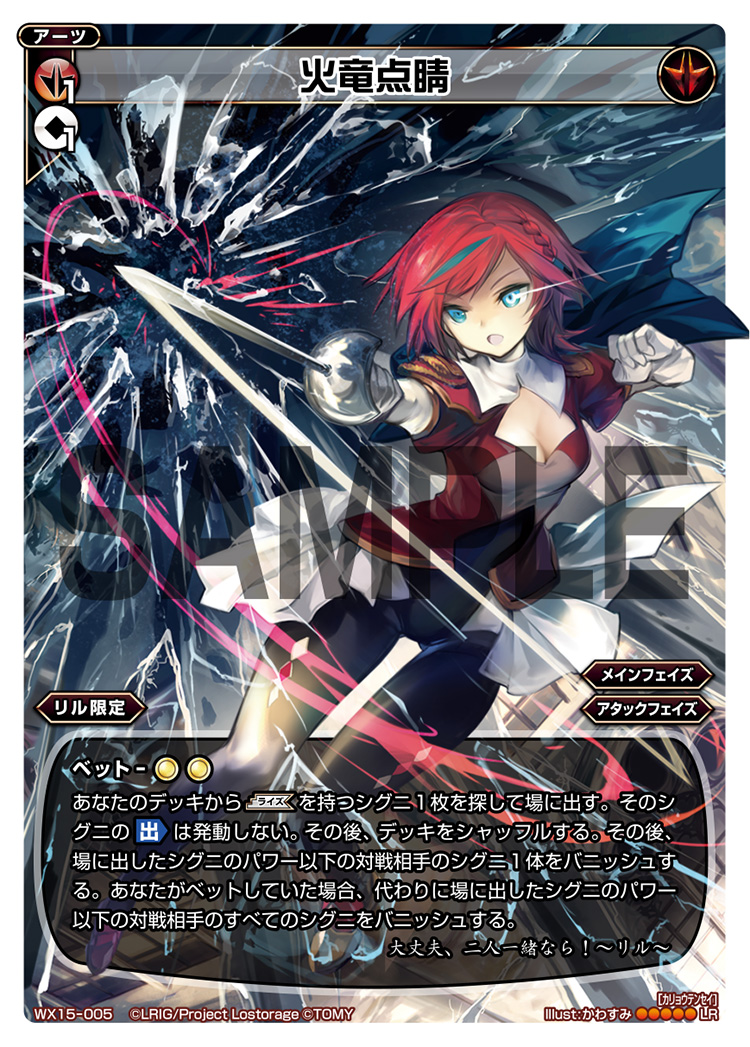 アーツ
火竜点睛
1
1
SAMPLE
メインフェイズ
リル限定
アタックフェイズ
ベット-
あなたのデッキからライズを持つシグニ1枚を探して場に出す。そのシ
グニの出は発動しない。その後、デッキをシャッフルする。その後、
場に出したシグニのパワー以下の対戦相手のシグニ1体をバニッシュす
る。あなたがベットしていた場合、代わりに場に出したシグニのパワー
以下の対戦相手のすべてのシグニをバニッシュする。
大丈夫、二人一緒なら!～リル～
[カリョウテンセイ]
WX15-005 ©LRIG/Project Lostorage ©TOMY Illust:かわすみ LR